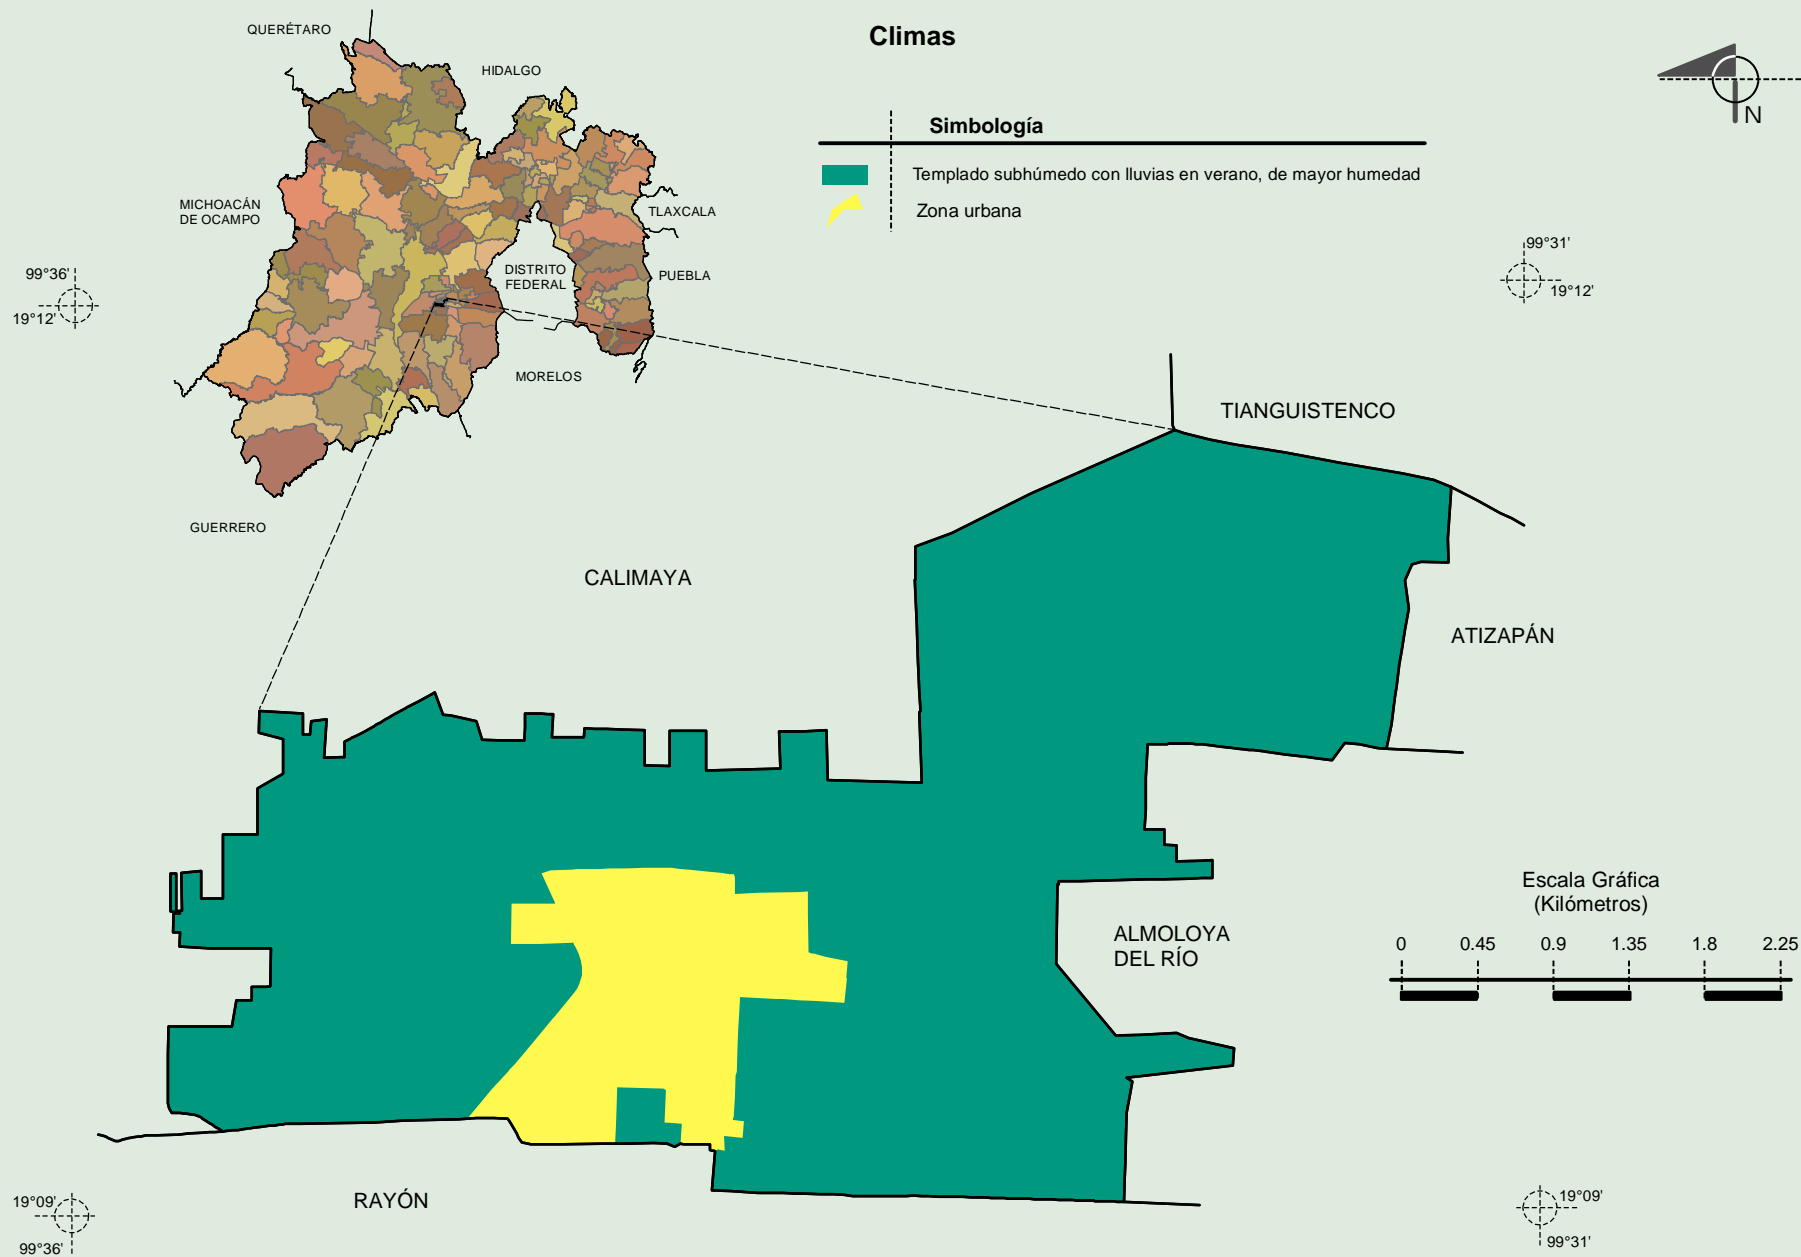 Climas
Simbología
Templado subhúmedo con lluvias en verano, de mayor humedad
Zona urbana
N
QUERÉTARO
HIDALGO
MICHOACÁN
DE OCAMPO
TLAXCALA
DISTRITO
FEDERAL
PUEBLA
MORELOS
GUERRERO
99°36'
19°12'
99°31'
19°12'
TIANGUISTENCO
CALIMAYA
ATIZAPÁN
ALMOLOYA
DEL RÍO
Escala Gráfica
(Kilómetros)
0 0.45 0.9 1.35 1.8 2.25
RAYÓN
19°09'
99°36'
19°09'
99°31'